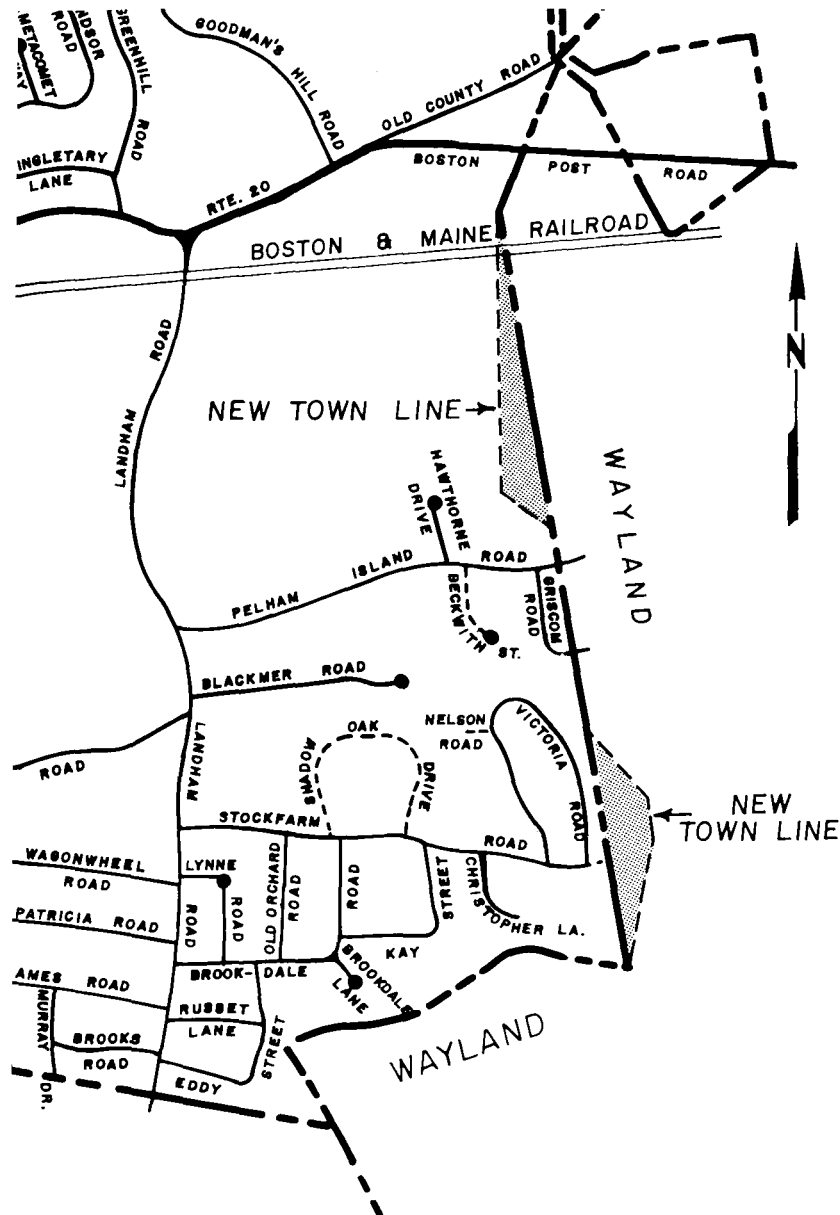 METACOMET
WAY
WINDSOR
ROAD
GREENHILL
ROAD
GOODMAN'S HILL ROAD
OLD COUNTY ROAD
BOSTON POST ROAD
INGLETARY
LANE
RTE. 20
BOSTON & MAINE RAILROAD
LANDHAM ROAD
NEW TOWN LINE
N
WAYLAND
HAWTHORNE
DRIVE
PELHAM ISLAND ROAD
BECKWITH ST.
GRISCOM
ROAD
BLACKMER ROAD
LANDHAM
ROAD
ROAD
NELSON
ROAD
VICTORIA
ROAD
SHADOW OAK DRIVE
NEW
TOWN LINE
STOCKFARM ROAD
WAGONWHEEL
ROAD
LYNNE
ROAD
OLD ORCHARD
ROAD
ROAD
STREET
CHRISTOPHER LA.
PATRICIA ROAD
KAY
BROOK-DALE
BROOKDALE
LANE
AMES ROAD
MURRAY
DR.
RUSSET
LANE
BROOKS
ROAD
EDDY
STREET
WAYLAND